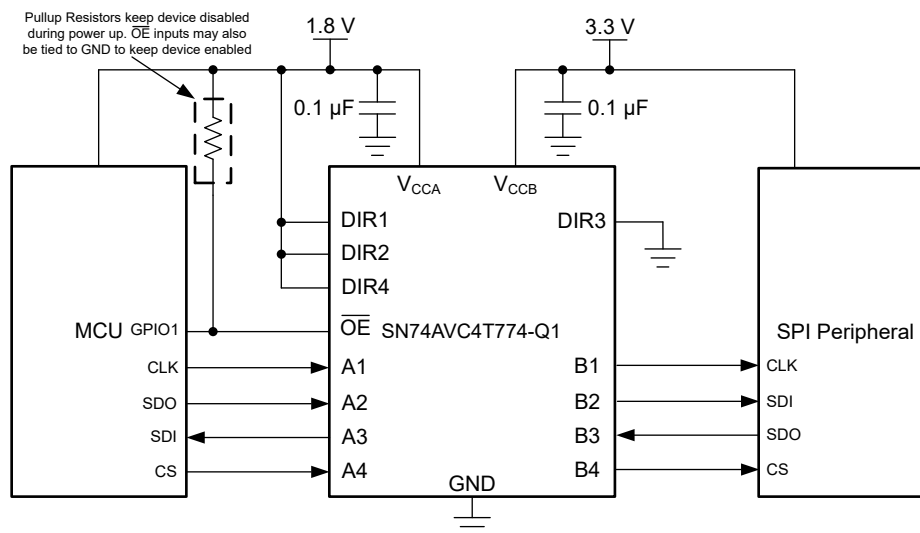 Pullup Resistors keep device disabled
during power up. O̅E̅ inputs may also
be tied to GND to keep device enabled
1.8 V
3.3 V
0.1 µF
0.1 µF
VCCA
VCCB
DIR1
DIR3
DIR2
DIR4
MCU
GPIO1
O̅E̅
SN74AVC4T774-Q1
SPI Peripheral
CLK
A1
B1
CLK
SDO
A2
B2
SDI
SDI
A3
B3
SDO
CS
A4
B4
CS
GND